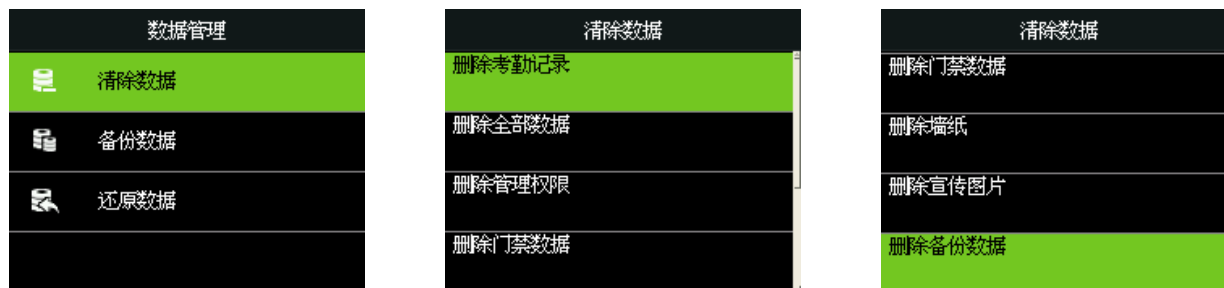 数据管理
清除数据
备份数据
还原数据
清除数据
删除考勤记录
删除全部数据
删除管理权限
删除门禁数据
清除数据
删除门禁数据
删除墙纸
删除宣传图片
删除备份数据